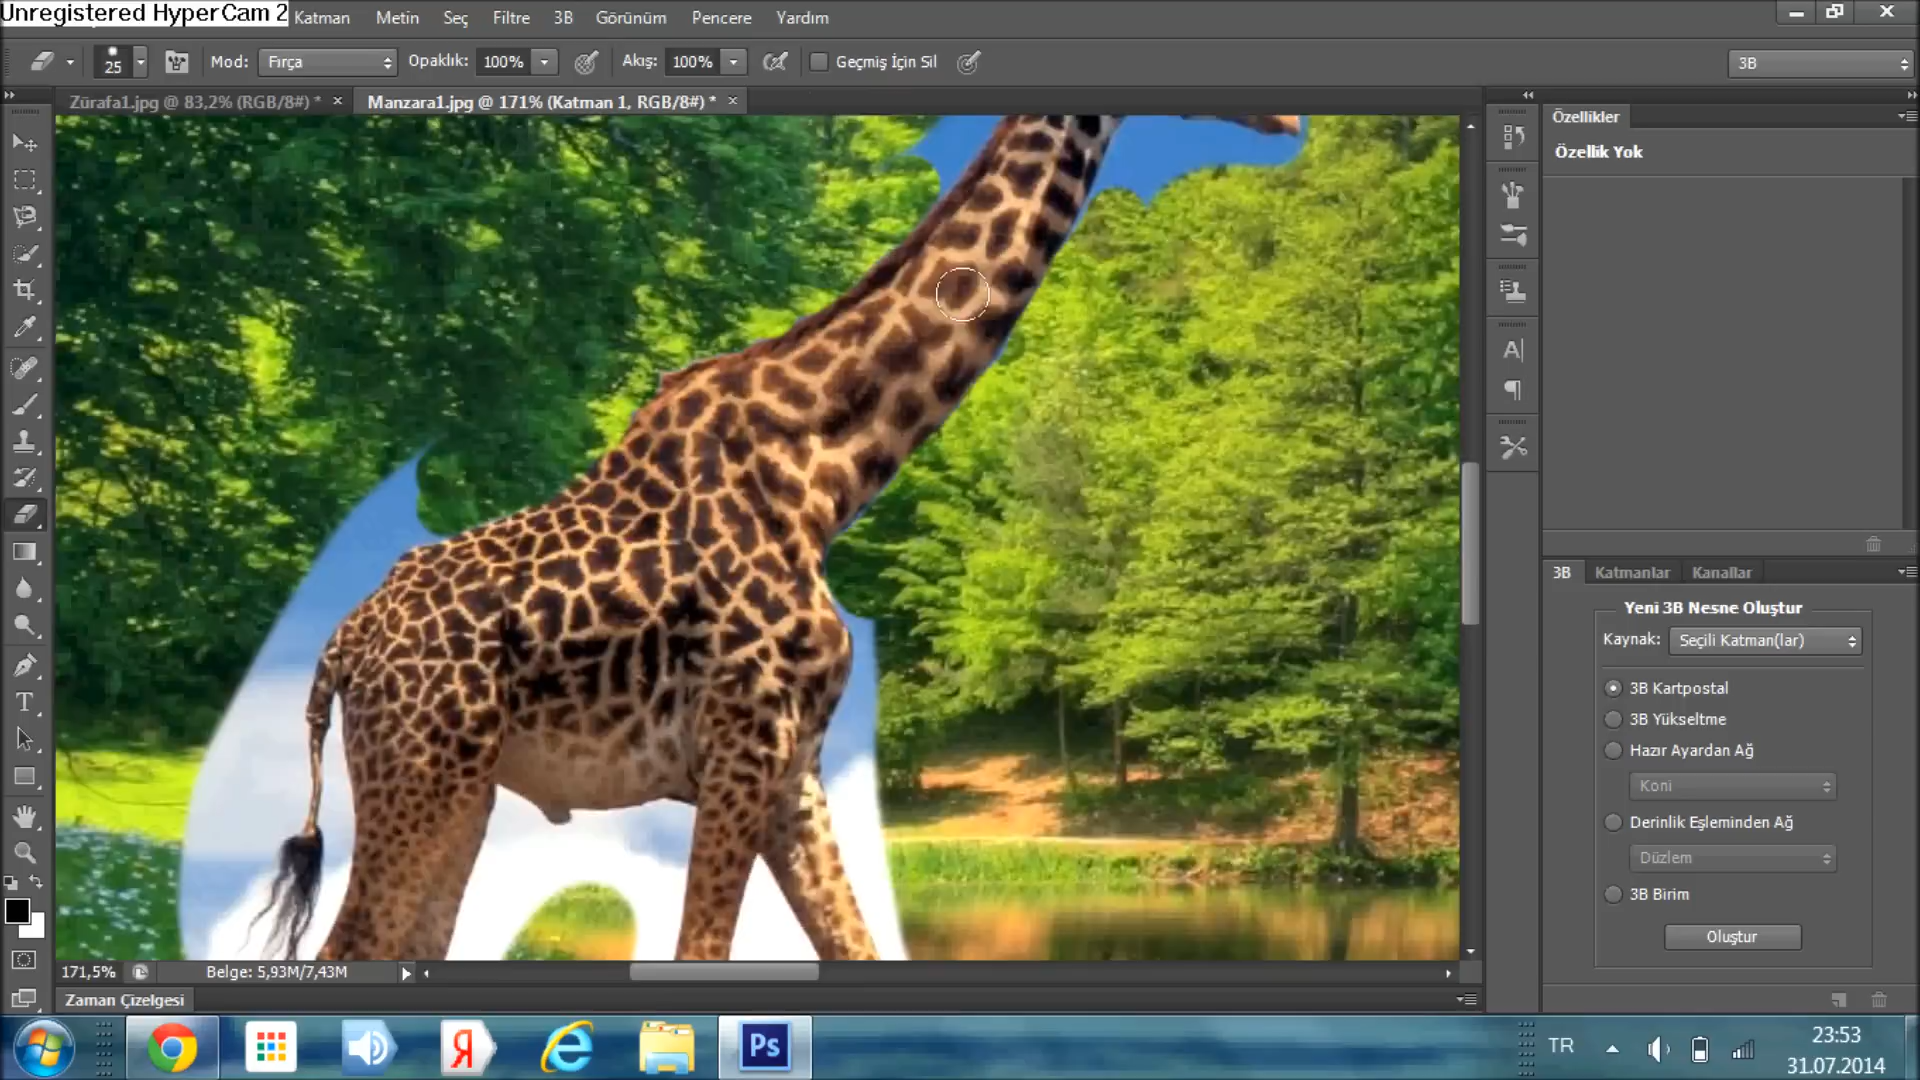 Unregistered HyperCam 2
Katman Metin Seç Filtre 3B Görünüm Pencere Yardım
25 Mod: Fırça Opaklık: 100% Akış: 100% Geçmiş İçin Sil 3B
Zürafa1.jpg @ 83,2% (RGB/8#) * × Manzara1.jpg @ 171% (Katman 1, RGB/8#) * ×
Özellikler
Özellik Yok
3B Katmanlar Kanallar
Yeni 3B Nesne Oluştur
Kaynak: Seçili Katman(lar)
3B Kartpostal
3B Yükseltme
Hazır Ayardan Ağ
Koni
Derinlik Eşleminden Ağ
Düzlem
3B Birim
Oluştur
171,5% Belge: 5,93M/7,43M
Zaman Çizelgesi
Ps
TR
23:53
31.07.2014